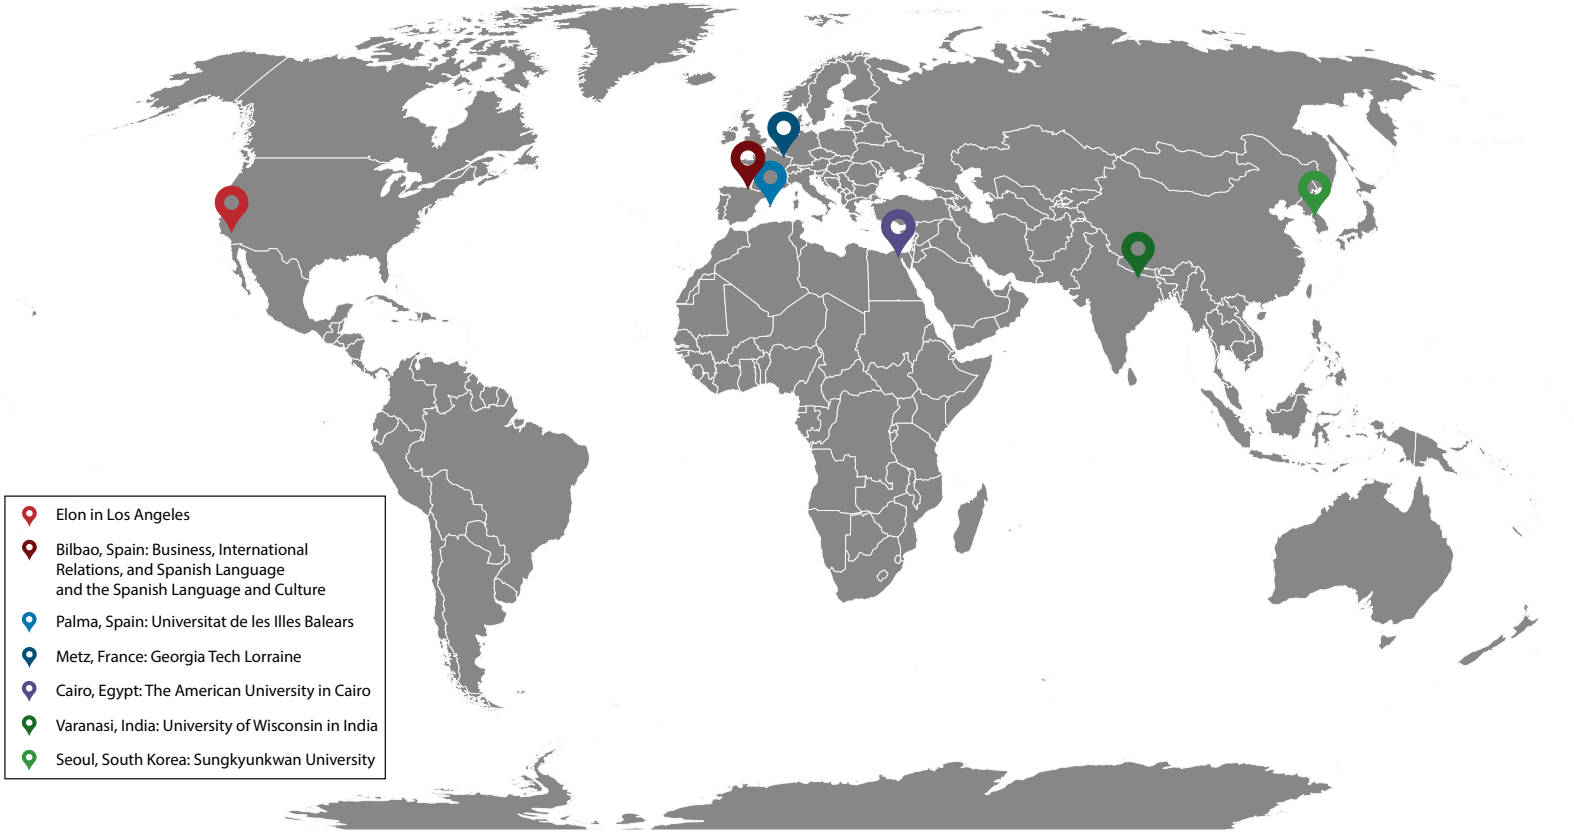 Elon in Los Angeles
Bilbao, Spain: Business, International
Relations, and Spanish Language
and the Spanish Language and Culture
Palma, Spain: Universitat de les Illes Balears
Metz, France: Georgia Tech Lorraine
Cairo, Egypt: The American University in Cairo
Varanasi, India: University of Wisconsin in India
Seoul, South Korea: Sungkyunkwan University